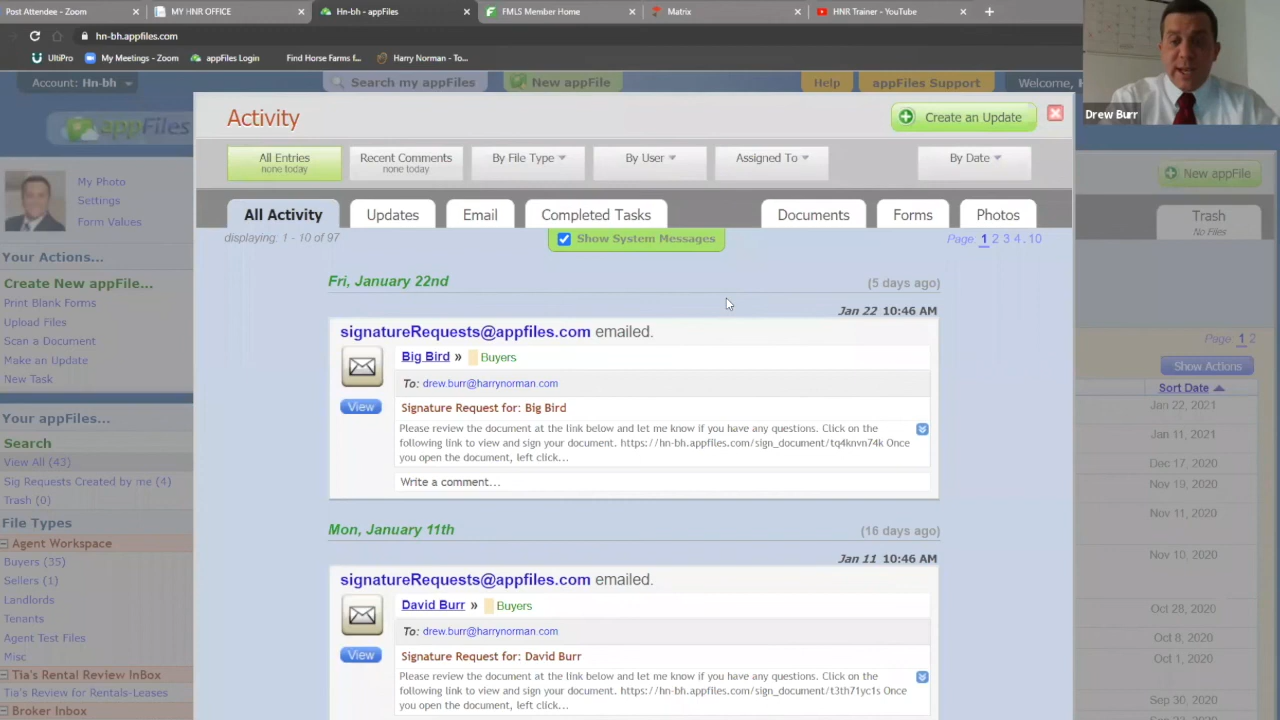 Post Attendee - Zoom
MY HNR OFFICE
Hn-bh - appFiles
FMLS Member Home
Matrix
HNR Trainer - YouTube
hn-bh.appfiles.com
UltiPro
My Meetings - Zoom
appFiles Login
Find Horse Farms f...
Harry Norman - To...
Drew Burr
Account: Hn-bh
Search my appFiles
New appFile
Help
appFiles Support
Welcome, H
appFiles
My Photo
Settings
Form Values
Your Actions...
Create New appFile...
Print Blank Forms
Upload Files
Scan a Document
Make an Update
New Task
Your appFiles...
Search
View All (43)
Sig Requests Created by me (4)
Trash (0)
File Types
Agent Workspace
Buyers (35)
Sellers (1)
Landlords
Tenants
Agent Test Files
Misc
Tia's Rental Review InBox
Tia's Review for Rentals-Leases
Broker Inbox
Activity
Create an Update
All Entries
none today
Recent Comments
none today
By File Type
By User
Assigned To
By Date
All Activity
Updates
Email
Completed Tasks
Documents
Forms
Photos
displaying: 1 - 10 of 97
Show System Messages
Page: 1 2 3 4 . 10
Fri, January 22nd
(5 days ago)
Jan 22 10:46 AM
signatureRequests@appfiles.com emailed.
Big Bird » Buyers
To: drew.burr@harrynorman.com
View
Signature Request for: Big Bird
Please review the document at the link below and let me know if you have any questions. Click on the
following link to view and sign your document. https://hn-bh.appfiles.com/sign_document/tq4knvn74k Once
you open the document, left click...
Write a comment...
Mon, January 11th
(16 days ago)
Jan 11 10:46 AM
signatureRequests@appfiles.com emailed.
David Burr » Buyers
To: drew.burr@harrynorman.com
View
Signature Request for: David Burr
Please review the document at the link below and let me know if you have any questions. Click on the
following link to view and sign your document. https://hn-bh.appfiles.com/sign_document/t3th71yc1s Once
you open the document, left click...
New appFile
Trash
No Files
Page: 1 2
Show Actions
Sort Date
Jan 22, 2021
Jan 11, 2021
Dec 17, 2020
Nov 19, 2020
Nov 11, 2020
Nov 10, 2020
Oct 28, 2020
Oct 8, 2020
Oct 1, 2020
Sep 30, 2020